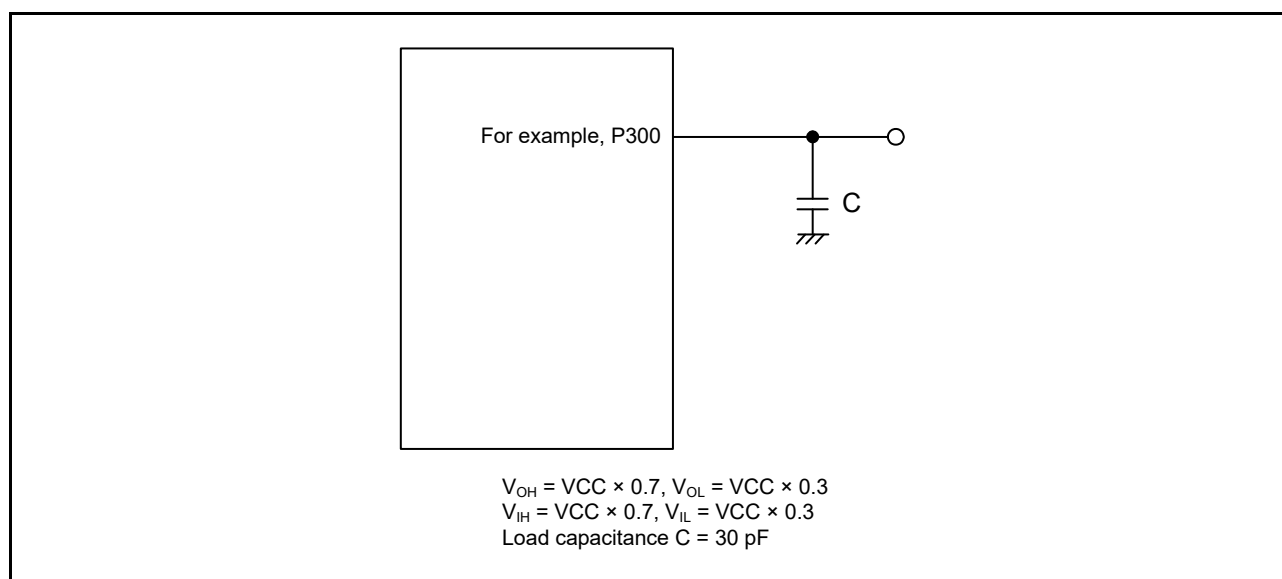 For example, P300
C
V_OH = VCC × 0.7, V_OL = VCC × 0.3
V_IH = VCC × 0.7, V_IL = VCC × 0.3
Load capacitance C = 30 pF